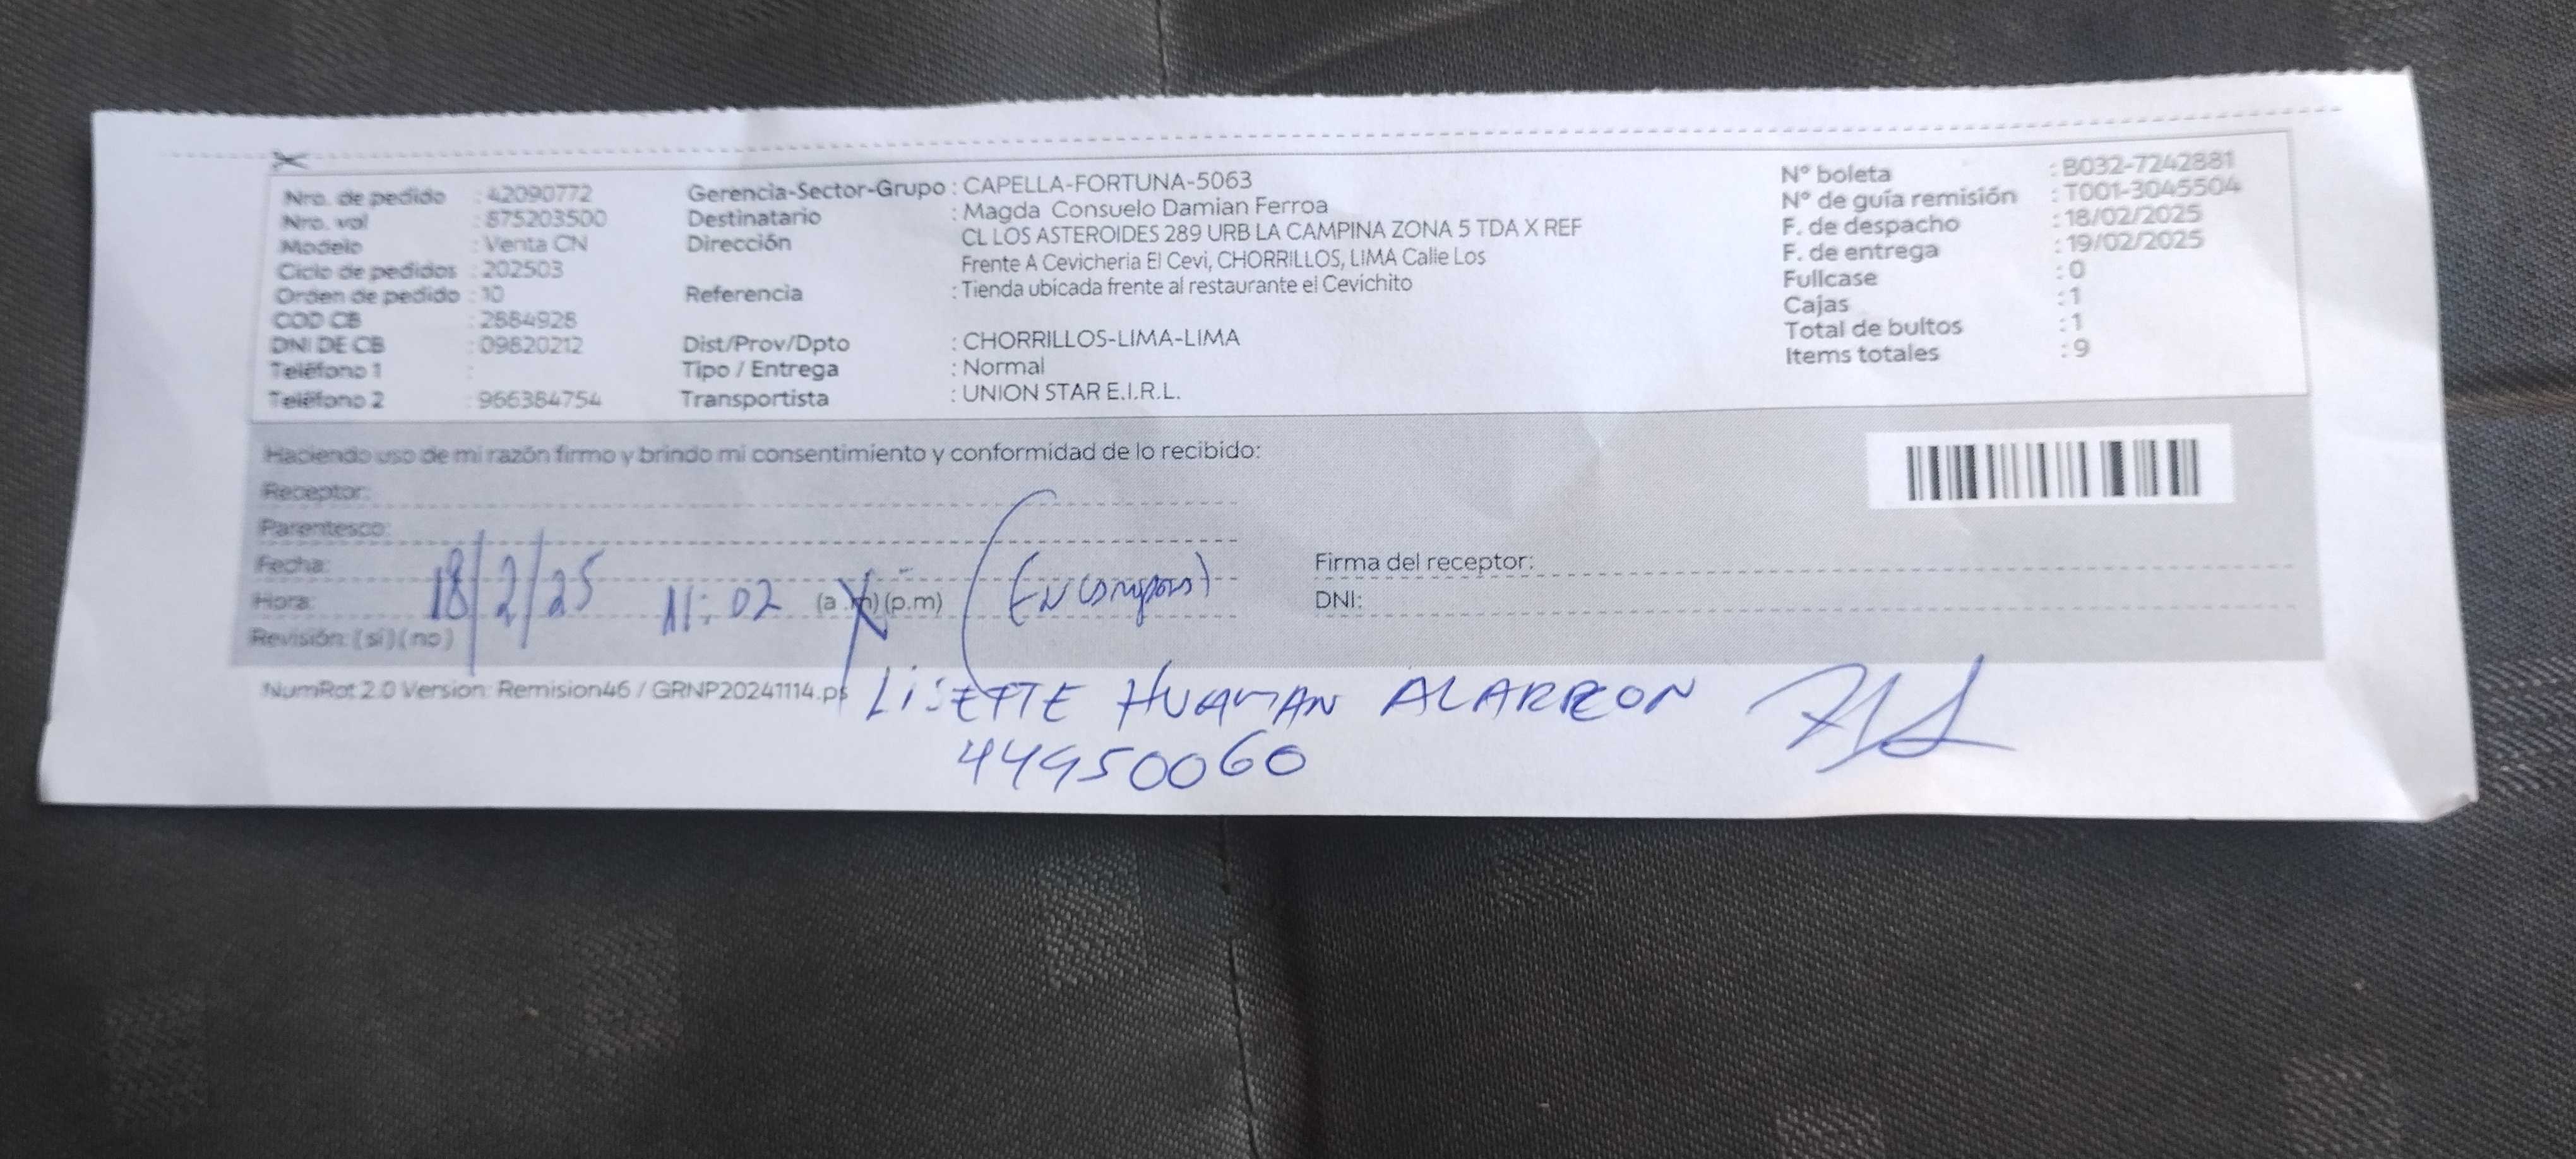 Nro. de pedido : 42090772
Nro. val : 875203500
Modelo : Venta CN
Ciclo de pedidos : 202503
Orden de pedido : 10
COD CB : 2884928
DNI DE CB : 09820212
Teléfono 1 :
Teléfono 2 : 966384754
Gerencia-Sector-Grupo : CAPELLA-FORTUNA-5063
Destinatario : Magda Consuelo Damian Ferroa
Dirección CL LOS ASTEROIDES 289 URB LA CAMPINA ZONA 5 TDA X REF
Frente A Cevicheria El Cevi, CHORRILLOS, LIMA Calle Los
Referencia : Tienda ubicada frente al restaurante el Cevichito
Dist/Prov/Dpto : CHORRILLOS-LIMA-LIMA
Tipo / Entrega : Normal
Transportista : UNION STAR E.I.R.L.
N° boleta : B032-7242881
N° de guía remisión : T001-3045504
F. de despacho : 18/02/2025
F. de entrega : 19/02/2025
Fullcase : 0
Cajas : 1
Total de bultos : 1
Items totales : 9
Haciendo uso de mi razón firmo y brindo mi consentimiento y conformidad de lo recibido:
Receptor:
Parentesco:
Fecha: 18/2/25
Hora: 11:02 (a.m) (p.m)
Revisión: (si) (no)
Firma del receptor:
DNI:
NumRot 2.0 Version: Remision46 / GRNP20241114.ps
LISETTE HUAMAN ALARCON
44950060